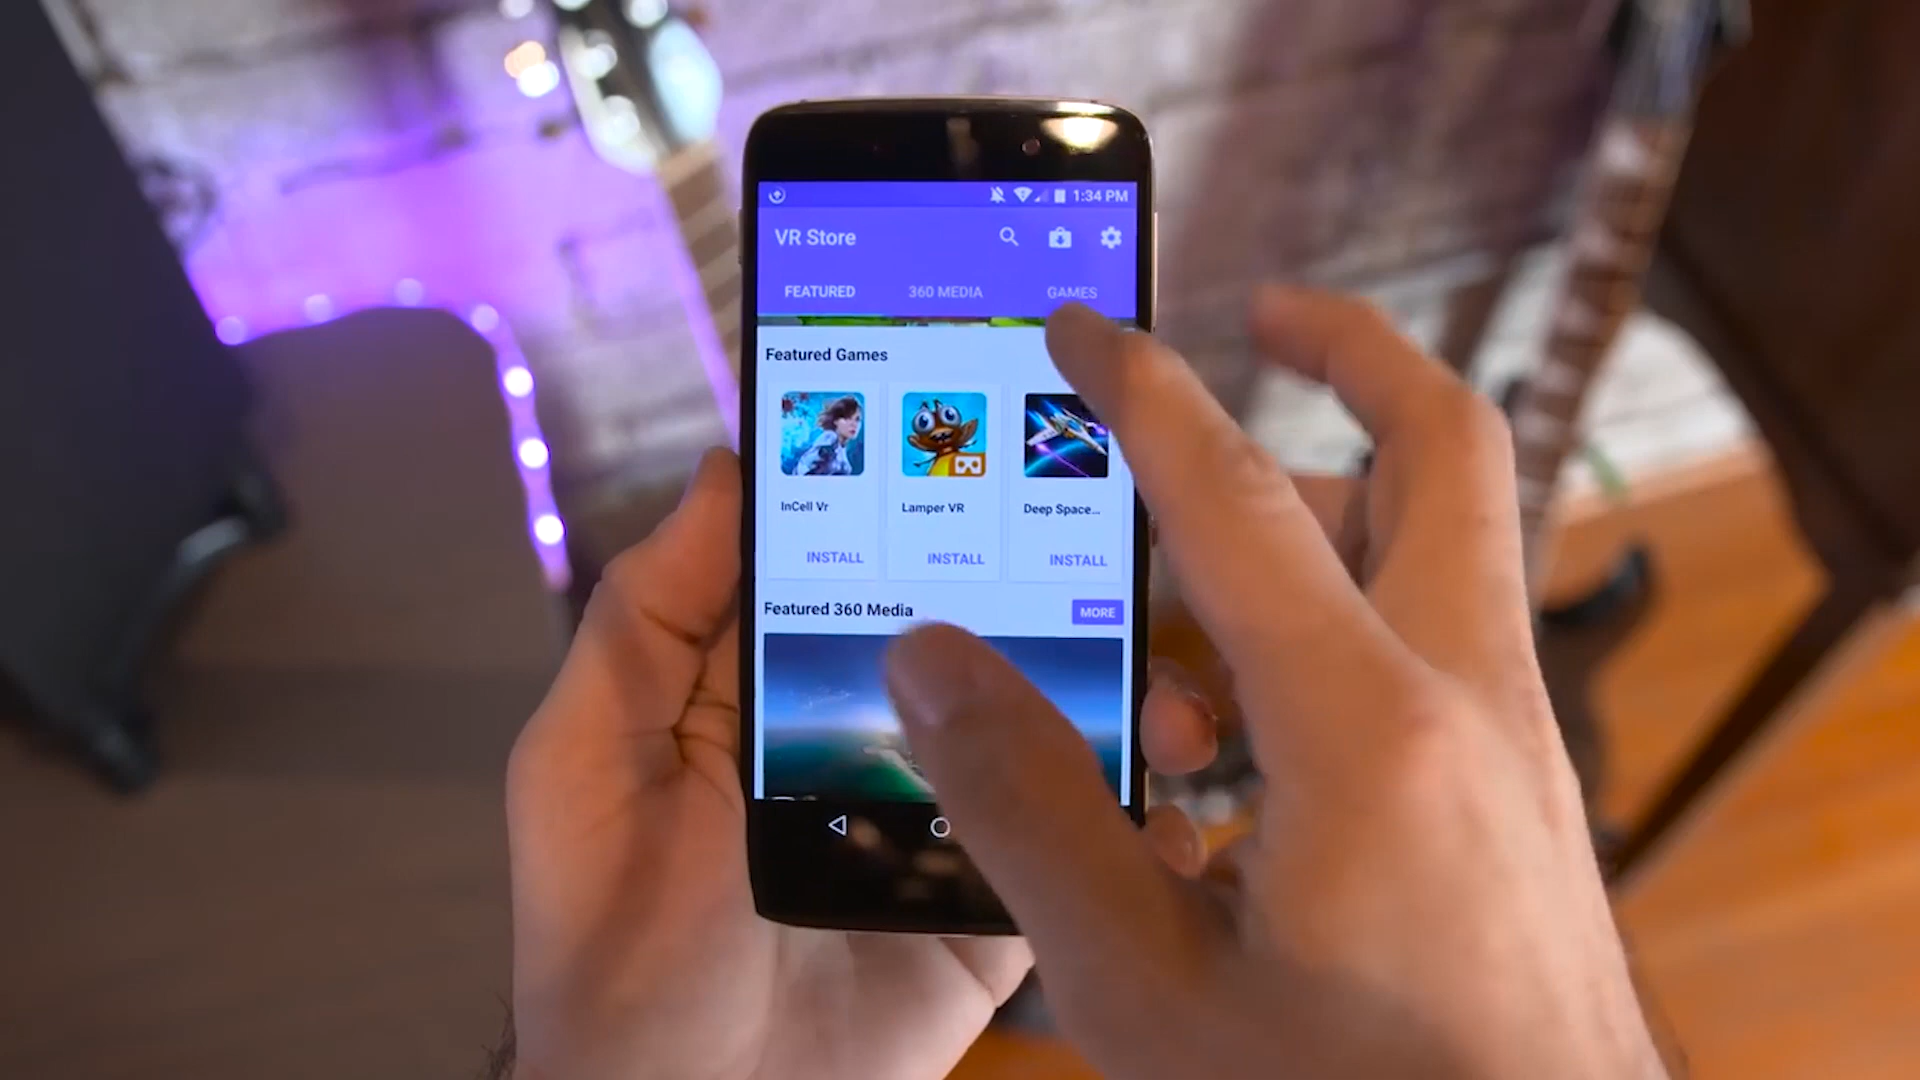 1:34 PM
VR Store
FEATURED 360 MEDIA GAMES
Featured Games
InCell Vr Lamper VR Deep Space...
INSTALL INSTALL INSTALL
Featured 360 Media MORE